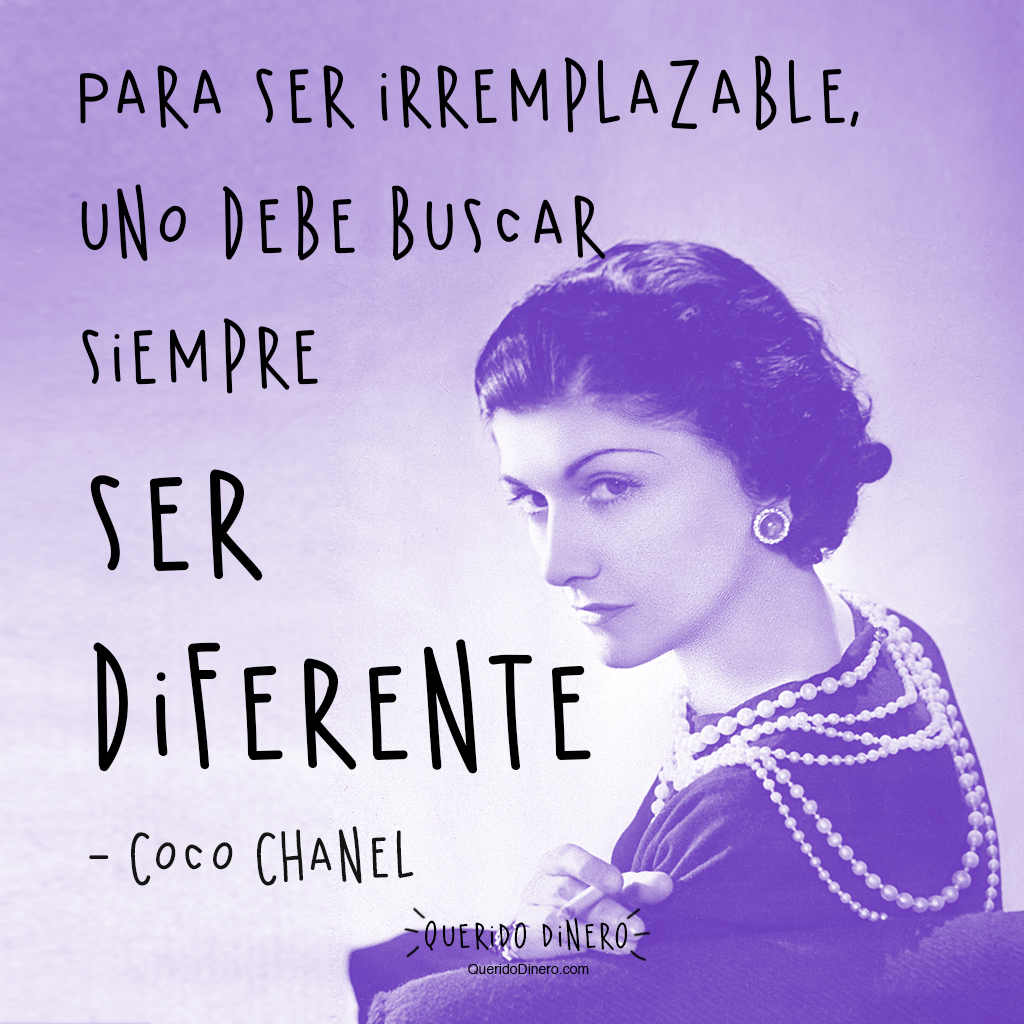 PARA SER iRREMPLAZABLE,
UNO DEBE BUSCAR
SiEMPRE
SER
DiFERENTE
- COCO CHANEL
QUERiDO DiNERO
QueridoDinero.com